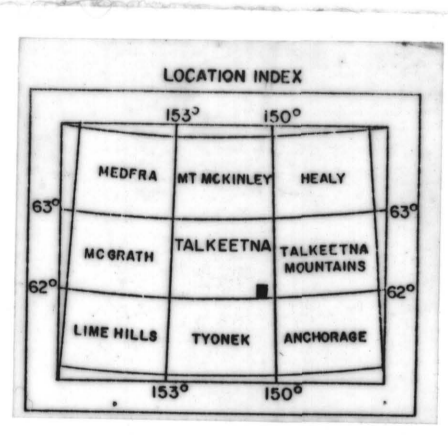 LOCATION INDEX
153° 150°
MEDFRA MT MCKINLEY HEALY
63° 63°
MC GRATH TALKEETNA TALKEETNA
MOUNTAINS
62° 62°
LIME HILLS TYONEK ANCHORAGE
153° 150°